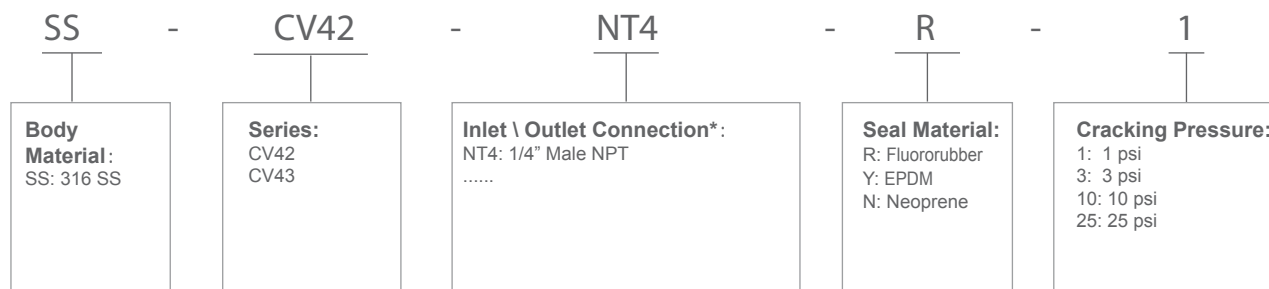 SS - CV42 - NT4 - R - 1
Body
Material:
SS: 316 SS
Series:
CV42
CV43
Inlet \ Outlet Connection*:
NT4: 1/4” Male NPT
......
Seal Material:
R: Fluororubber
Y: EPDM
N: Neoprene
Cracking Pressure:
1: 1 psi
3: 3 psi
10: 10 psi
25: 25 psi